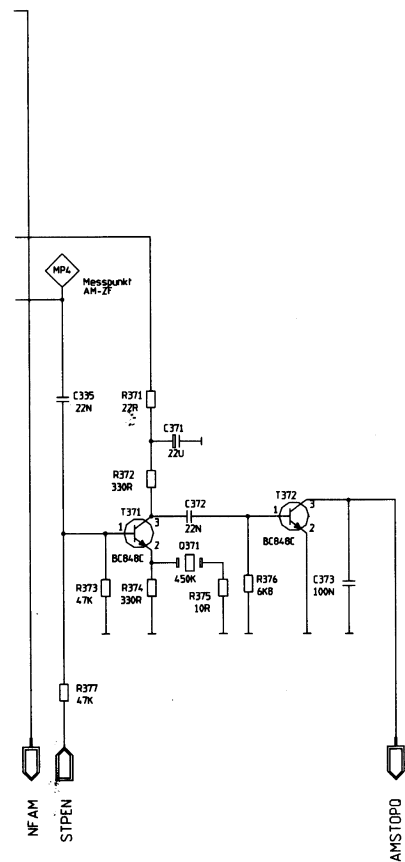 MP4
Messpunkt
AM-ZF
C335
22N
R371
22R
C371
22U
R372
330R
C372
22N
T371
1
3
2
BC848C
T372
1
3
2
BC848C
Q371
450K
R373
47K
R374
330R
R375
10R
R376
6K8
C373
100N
R377
47K
NFAM
STPEN
AMSTOPQ